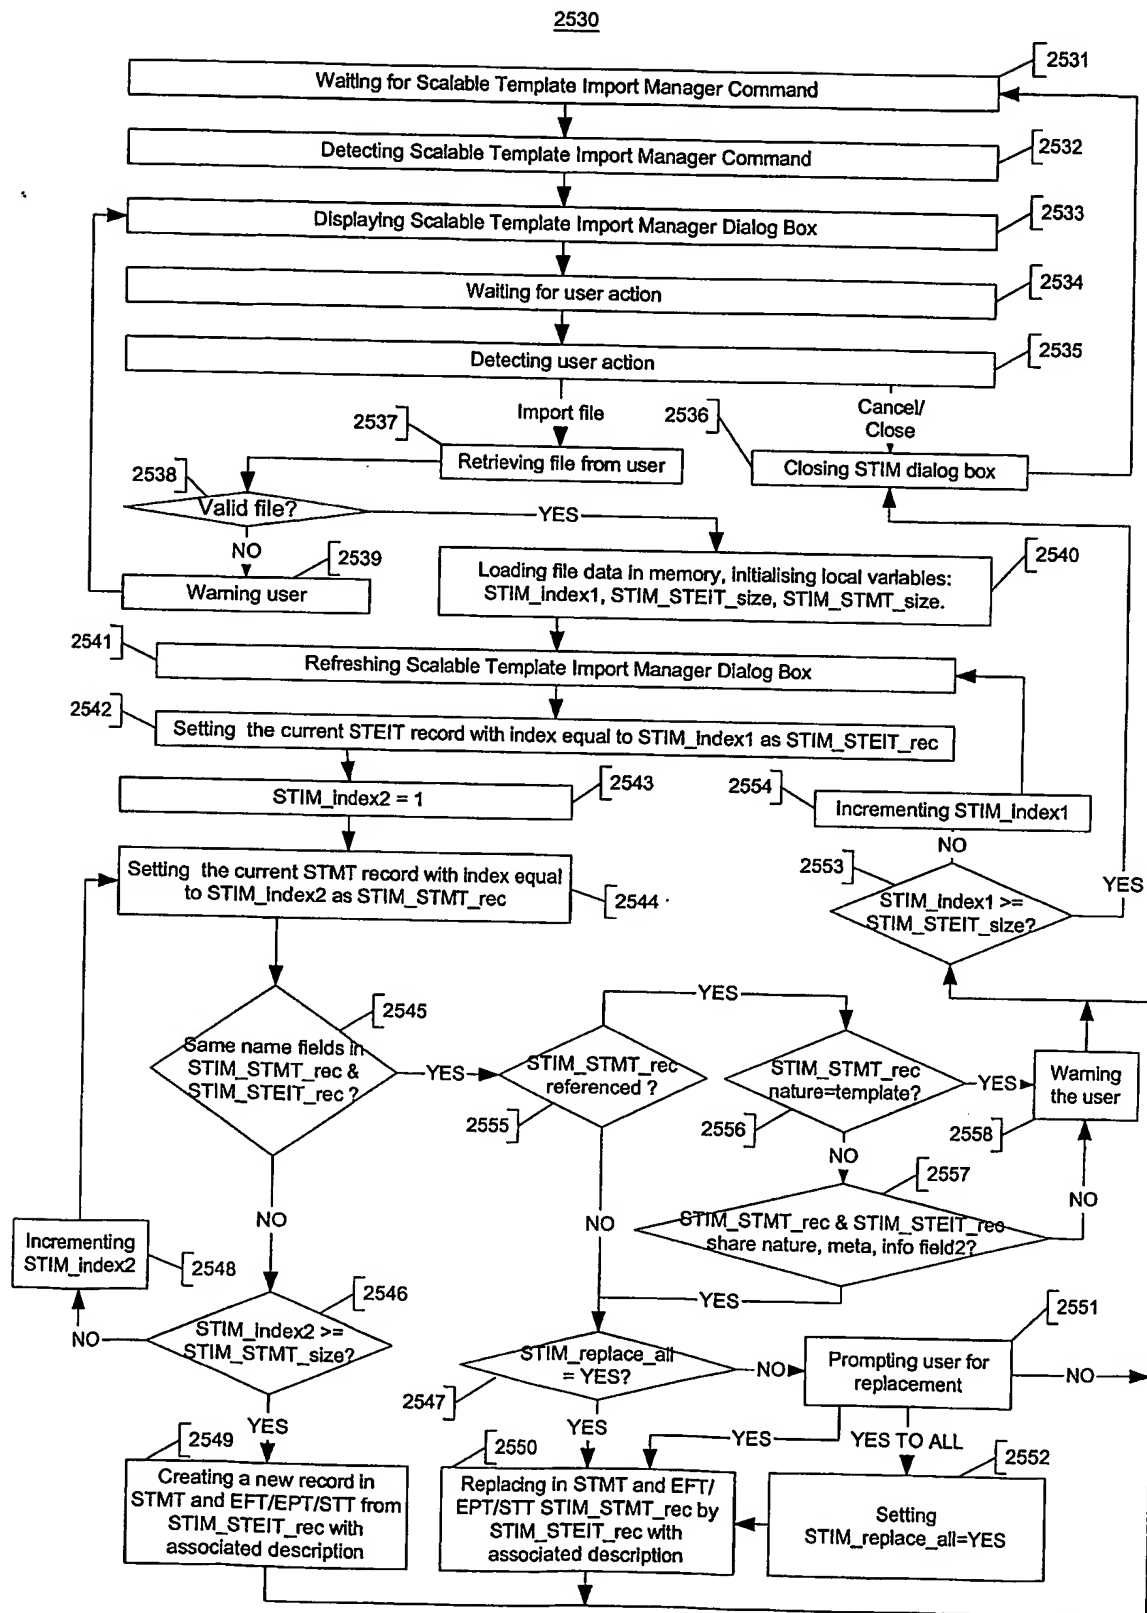 2530
2531
Waiting for Scalable Template Import Manager Command
Detecting Scalable Template Import Manager Command
2532
Displaying Scalable Template Import Manager Dialog Box
2533
Waiting for user action
2534
Detecting user action
2535
Import file
Cancel/
Close
2537
2536
Retrieving file from user
Closing STIM dialog box
2538
Valid file?
YES
NO
2539
Warning user
2540
Loading file data in memory, initialising local variables:
STIM_index1, STIM_STEIT_size, STIM_STMT_size.
2541
Refreshing Scalable Template Import Manager Dialog Box
2542
Setting the current STEIT record with index equal to STIM_index1 as STIM_STEIT_rec
2543
STIM_index2 = 1
2554
Incrementing STIM_index1
NO
2553
YES
STIM_index1 >=
STIM_STEIT_size?
Setting the current STMT record with index equal
to STIM_index2 as STIM_STMT_rec
2544
YES
2545
Same name fields in
STIM_STMT_rec &
STIM_STEIT_rec ?
YES
STIM_STMT_rec
referenced ?
2555
STIM_STMT_rec
nature=template?
2556
YES
Warning
the user
2558
NO
2557
NO
NO
NO
STIM_STMT_rec & STIM_STEIT_rec
share nature, meta, info field2?
YES
Incrementing
STIM_index2
2548
2546
NO
STIM_index2 >=
STIM_STMT_size?
2551
STIM_replace_all
= YES?
2547
NO
Prompting user for
replacement
NO
YES
2549
YES
2550
YES
YES TO ALL
2552
Creating a new record in
STMT and EFT/EPT/STT from
STIM_STEIT_rec with
associated description
Replacing in STMT and EFT/
EPT/STT STIM_STMT_rec by
STIM_STEIT_rec with
associated description
Setting
STIM_replace_all=YES